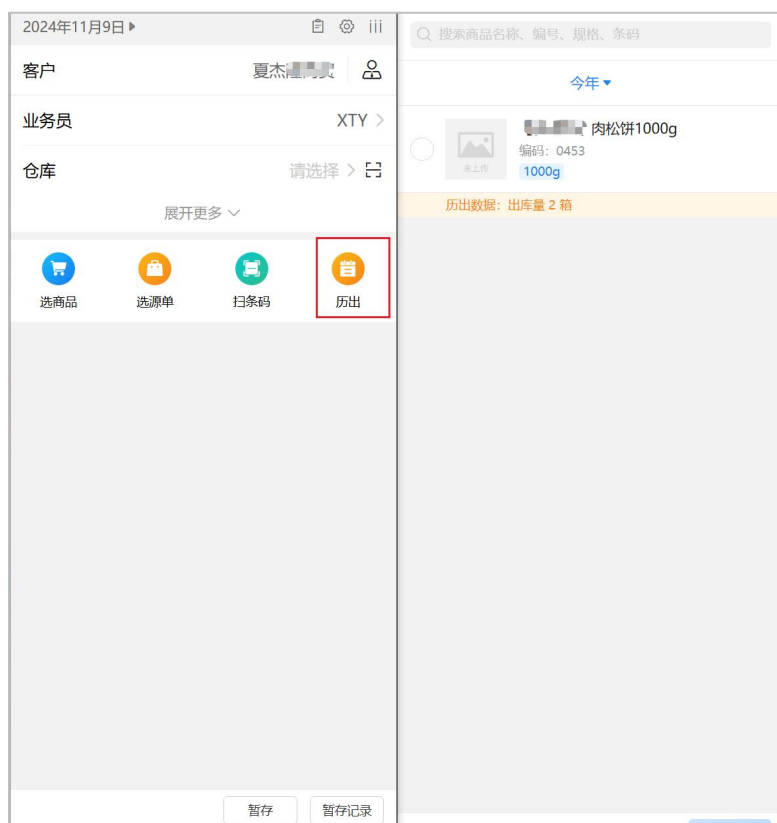 2024年11月9日
客户 夏杰
业务员 XTY
仓库 请选择
展开更多
选商品 选源单 扫条码 历出
暂存 暂存记录
搜索商品名称、编号、规格、条码
今年
肉松饼1000g
编码：0453
未上传
1000g
历出数据：出库量 2 箱